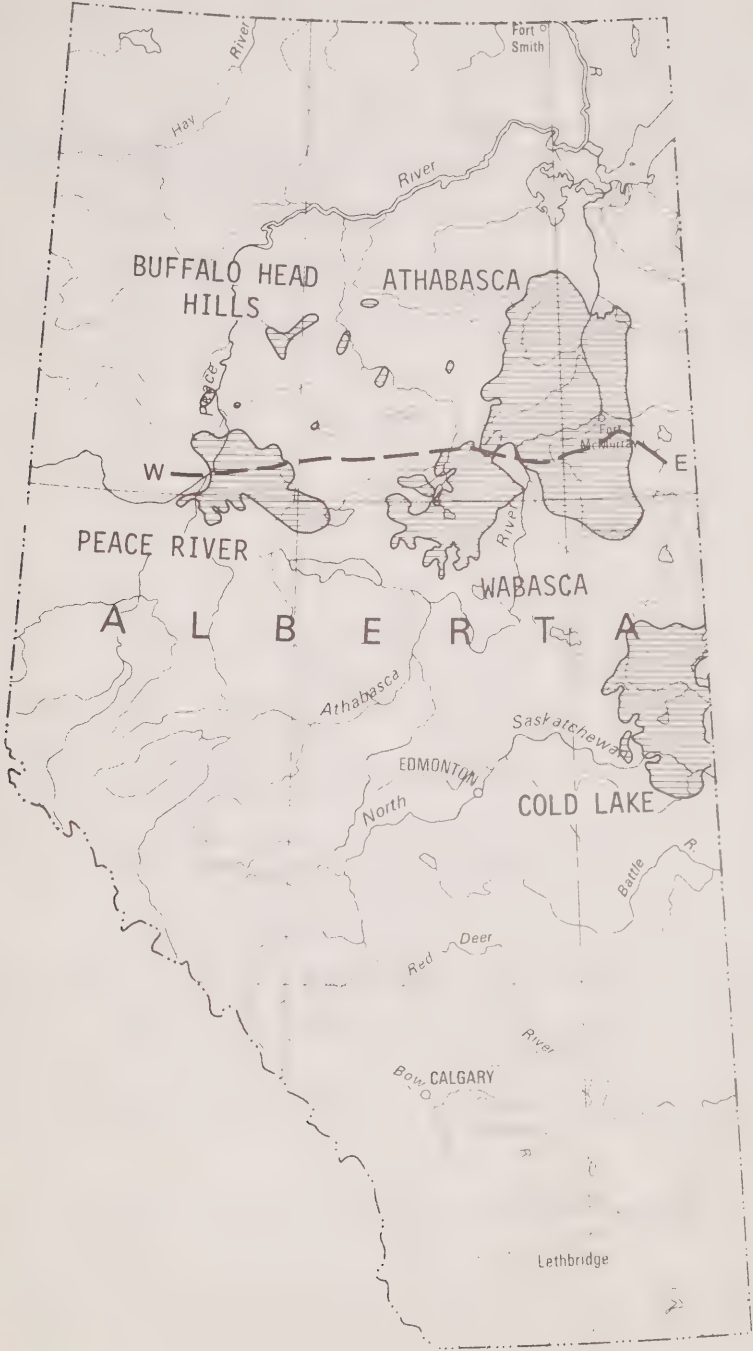 Fort
Smith
River
Hay
R
River
BUFFALO HEAD
HILLS
ATHABASCA
Peace
Fort
McMurray
W
E
River
PEACE RIVER
WABASCA
A L B E R T A
Athabasca
Saskatchewan
EDMONTON
North
COLD LAKE
Battle R.
Red Deer
River
Bow
CALGARY
R
Lethbridge